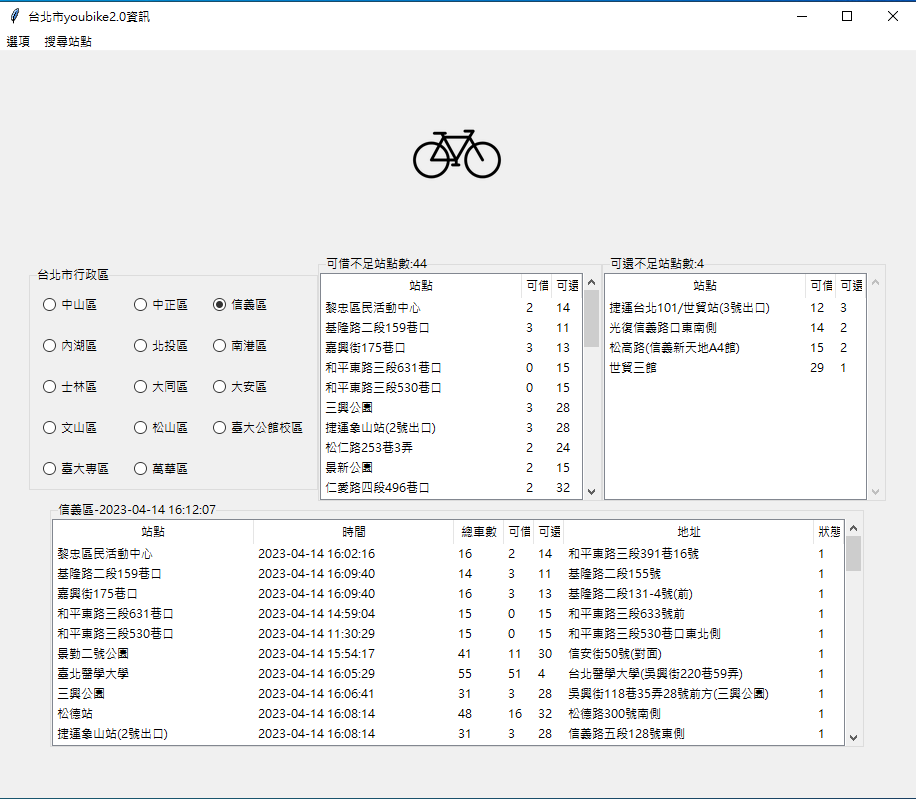 台北市youbike2.0資訊
選項 搜尋站點
台北市行政區
中山區 中正區 信義區
內湖區 北投區 南港區
士林區 大同區 大安區
文山區 松山區 臺大公館校區
臺大專區 萬華區
可借不足站點數:44
站點 可借 可還
黎忠區民活動中心 2 14
基隆路二段159巷口 3 11
嘉興街175巷口 3 13
和平東路三段631巷口 0 15
和平東路三段530巷口 0 15
三興公園 3 28
捷運象山站(2號出口) 3 28
松仁路253巷3弄 2 24
景新公園 2 15
仁愛路四段496巷口 2 32
可還不足站點數:4
站點 可借 可還
捷運台北101/世貿站(3號出口) 12 3
光復信義路口東南側 14 2
松高路(信義新天地A4館) 15 2
世貿三館 29 1
信義區-2023-04-14 16:12:07
站點 時間 總車數 可借 可還 地址 狀態
黎忠區民活動中心 2023-04-14 16:02:16 16 2 14 和平東路三段391巷16號 1
基隆路二段159巷口 2023-04-14 16:09:40 14 3 11 基隆路二段155號 1
嘉興街175巷口 2023-04-14 16:09:40 16 3 13 基隆路二段131-4號(前) 1
和平東路三段631巷口 2023-04-14 14:59:04 15 0 15 和平東路三段633號前 1
和平東路三段530巷口 2023-04-14 11:30:29 15 0 15 和平東路三段530巷口東北側 1
景勤二號公園 2023-04-14 15:54:17 41 11 30 信安街50號(對面) 1
臺北醫學大學 2023-04-14 16:05:29 55 51 4 台北醫學大學(吳興街220巷59弄) 1
三興公園 2023-04-14 16:06:41 31 3 28 吳興街118巷35弄28號前方(三興公園) 1
松德站 2023-04-14 16:08:14 48 16 32 松德路300號南側 1
捷運象山站(2號出口) 2023-04-14 16:08:14 31 3 28 信義路五段128號東側 1